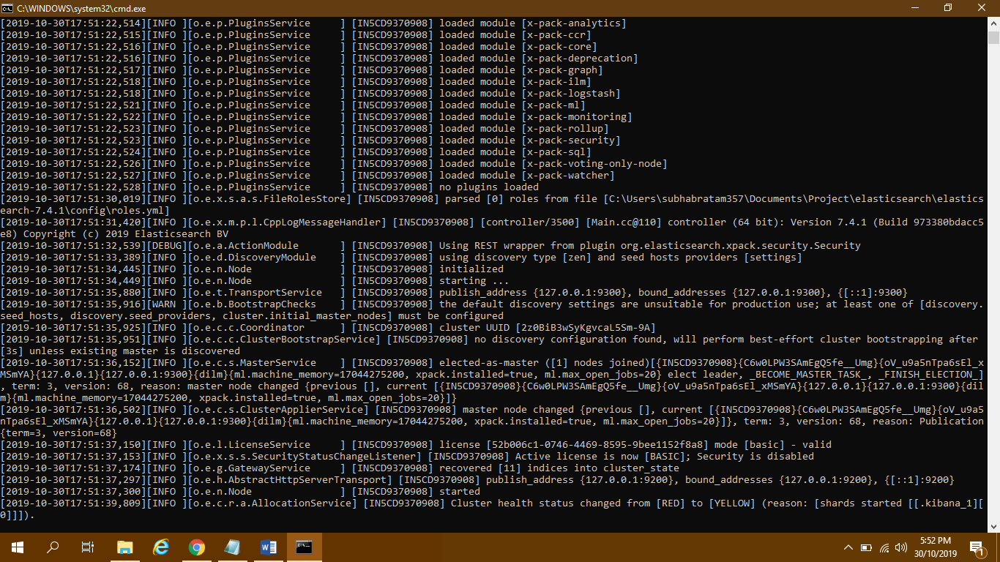 C:\WINDOWS\system32\cmd.exe
[2019-10-30T17:51:22,514][INFO ][o.e.p.PluginsService     ] [IN5CD9370908] loaded module [x-pack-analytics]
[2019-10-30T17:51:22,515][INFO ][o.e.p.PluginsService     ] [IN5CD9370908] loaded module [x-pack-ccr]
[2019-10-30T17:51:22,516][INFO ][o.e.p.PluginsService     ] [IN5CD9370908] loaded module [x-pack-core]
[2019-10-30T17:51:22,516][INFO ][o.e.p.PluginsService     ] [IN5CD9370908] loaded module [x-pack-deprecation]
[2019-10-30T17:51:22,517][INFO ][o.e.p.PluginsService     ] [IN5CD9370908] loaded module [x-pack-graph]
[2019-10-30T17:51:22,518][INFO ][o.e.p.PluginsService     ] [IN5CD9370908] loaded module [x-pack-ilm]
[2019-10-30T17:51:22,518][INFO ][o.e.p.PluginsService     ] [IN5CD9370908] loaded module [x-pack-logstash]
[2019-10-30T17:51:22,521][INFO ][o.e.p.PluginsService     ] [IN5CD9370908] loaded module [x-pack-ml]
[2019-10-30T17:51:22,522][INFO ][o.e.p.PluginsService     ] [IN5CD9370908] loaded module [x-pack-monitoring]
[2019-10-30T17:51:22,523][INFO ][o.e.p.PluginsService     ] [IN5CD9370908] loaded module [x-pack-rollup]
[2019-10-30T17:51:22,523][INFO ][o.e.p.PluginsService     ] [IN5CD9370908] loaded module [x-pack-security]
[2019-10-30T17:51:22,524][INFO ][o.e.p.PluginsService     ] [IN5CD9370908] loaded module [x-pack-sql]
[2019-10-30T17:51:22,526][INFO ][o.e.p.PluginsService     ] [IN5CD9370908] loaded module [x-pack-voting-only-node]
[2019-10-30T17:51:22,527][INFO ][o.e.p.PluginsService     ] [IN5CD9370908] loaded module [x-pack-watcher]
[2019-10-30T17:51:22,528][INFO ][o.e.p.PluginsService     ] [IN5CD9370908] no plugins loaded
[2019-10-30T17:51:30,019][INFO ][o.e.x.s.a.s.FileRolesStore] [IN5CD9370908] parsed [0] roles from file [C:\Users\subhabratam357\Documents\Project\elasticsearch\elastics
earch-7.4.1\config\roles.yml]
[2019-10-30T17:51:31,420][INFO ][o.e.x.m.p.l.CppLogMessageHandler] [IN5CD9370908] [controller/3500] [Main.cc@110] controller (64 bit): Version 7.4.1 (Build 973380bdacc5
e8) Copyright (c) 2019 Elasticsearch BV
[2019-10-30T17:51:32,539][DEBUG][o.e.a.ActionModule       ] [IN5CD9370908] Using REST wrapper from plugin org.elasticsearch.xpack.security.Security
[2019-10-30T17:51:33,389][INFO ][o.e.d.DiscoveryModule    ] [IN5CD9370908] using discovery type [zen] and seed hosts providers [settings]
[2019-10-30T17:51:34,445][INFO ][o.e.n.Node               ] [IN5CD9370908] initialized
[2019-10-30T17:51:34,449][INFO ][o.e.n.Node               ] [IN5CD9370908] starting ...
[2019-10-30T17:51:35,880][INFO ][o.e.t.TransportService   ] [IN5CD9370908] publish_address {127.0.0.1:9300}, bound_addresses {127.0.0.1:9300}, {[::1]:9300}
[2019-10-30T17:51:35,916][WARN ][o.e.b.BootstrapChecks    ] [IN5CD9370908] the default discovery settings are unsuitable for production use; at least one of [discovery.
seed_hosts, discovery.seed_providers, cluster.initial_master_nodes] must be configured
[2019-10-30T17:51:35,925][INFO ][o.e.c.c.Coordinator      ] [IN5CD9370908] cluster UUID [2z0BiB3wSyKgvcaL5Sm-9A]
[2019-10-30T17:51:35,951][INFO ][o.e.c.c.ClusterBootstrapService] [IN5CD9370908] no discovery configuration found, will perform best-effort cluster bootstrapping after
[3s] unless existing master is discovered
[2019-10-30T17:51:36,152][INFO ][o.e.c.s.MasterService    ] [IN5CD9370908] elected-as-master ([1] nodes joined)[{IN5CD9370908}{C6w0LPW3SAmEgQ5fe__Umg}{oV_u9a5nTpa6sEl_x
MSmYA}{127.0.0.1}{127.0.0.1:9300}{dilm}{ml.machine_memory=17044275200, xpack.installed=true, ml.max_open_jobs=20} elect leader, _BECOME_MASTER_TASK_, _FINISH_ELECTION_]
, term: 3, version: 68, reason: master node changed {previous [], current [{IN5CD9370908}{C6w0LPW3SAmEgQ5fe__Umg}{oV_u9a5nTpa6sEl_xMSmYA}{127.0.0.1}{127.0.0.1:9300}{dil
m}{ml.machine_memory=17044275200, xpack.installed=true, ml.max_open_jobs=20}]}
[2019-10-30T17:51:36,502][INFO ][o.e.c.s.ClusterApplierService] [IN5CD9370908] master node changed {previous [], current [{IN5CD9370908}{C6w0LPW3SAmEgQ5fe__Umg}{oV_u9a5
nTpa6sEl_xMSmYA}{127.0.0.1}{127.0.0.1:9300}{dilm}{ml.machine_memory=17044275200, xpack.installed=true, ml.max_open_jobs=20}]}, term: 3, version: 68, reason: Publication
{term=3, version=68}
[2019-10-30T17:51:37,150][INFO ][o.e.l.LicenseService     ] [IN5CD9370908] license [52b006c1-0746-4469-8595-9bee1152f8a8] mode [basic] - valid
[2019-10-30T17:51:37,153][INFO ][o.e.x.s.s.SecurityStatusChangeListener] [IN5CD9370908] Active license is now [BASIC]; Security is disabled
[2019-10-30T17:51:37,174][INFO ][o.e.g.GatewayService     ] [IN5CD9370908] recovered [11] indices into cluster_state
[2019-10-30T17:51:37,297][INFO ][o.e.h.AbstractHttpServerTransport] [IN5CD9370908] publish_address {127.0.0.1:9200}, bound_addresses {127.0.0.1:9200}, {[::1]:9200}
[2019-10-30T17:51:37,300][INFO ][o.e.n.Node               ] [IN5CD9370908] started
[2019-10-30T17:51:39,809][INFO ][o.e.c.r.a.AllocationService] [IN5CD9370908] Cluster health status changed from [RED] to [YELLOW] (reason: [shards started [[.kibana_1][
0]]]).
5:52 PM
30/10/2019
1